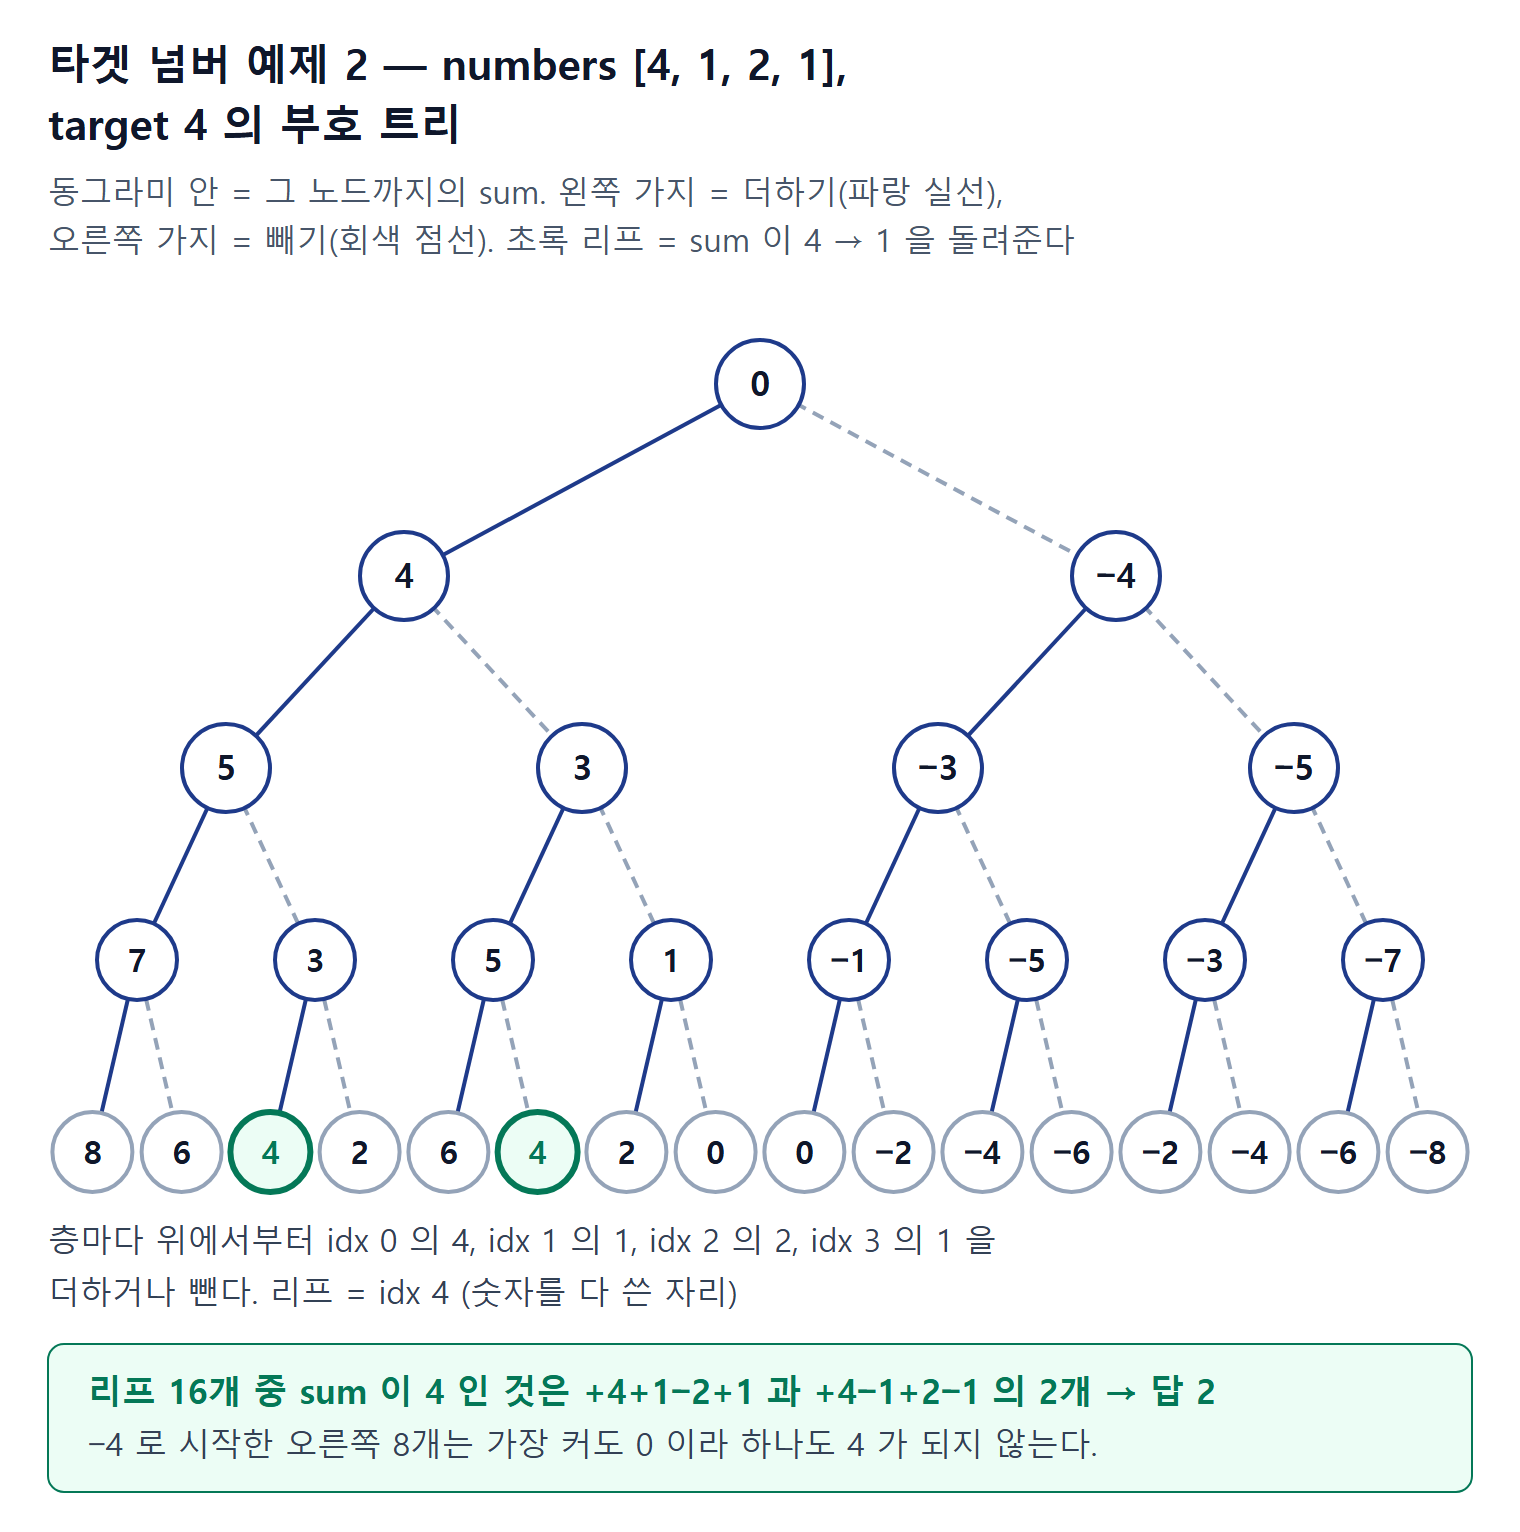 타겟 넘버 예제 2 — numbers [4, 1, 2, 1],
target 4 의 부호 트리
동그라미 안 = 그 노드까지의 sum. 왼쪽 가지 = 더하기(파랑 실선),
오른쪽 가지 = 빼기(회색 점선). 초록 리프 = sum 이 4 → 1 을 돌려준다
0
4 −4
5 3 −3 −5
7 3 5 1 −1 −5 −3 −7
8 6 4 2 6 4 2 0 0 −2 −4 −6 −2 −4 −6 −8
층마다 위에서부터 idx 0 의 4, idx 1 의 1, idx 2 의 2, idx 3 의 1 을
더하거나 뺀다. 리프 = idx 4 (숫자를 다 쓴 자리)
리프 16개 중 sum 이 4 인 것은 +4+1−2+1 과 +4−1+2−1 의 2개 → 답 2
−4 로 시작한 오른쪽 8개는 가장 커도 0 이라 하나도 4 가 되지 않는다.